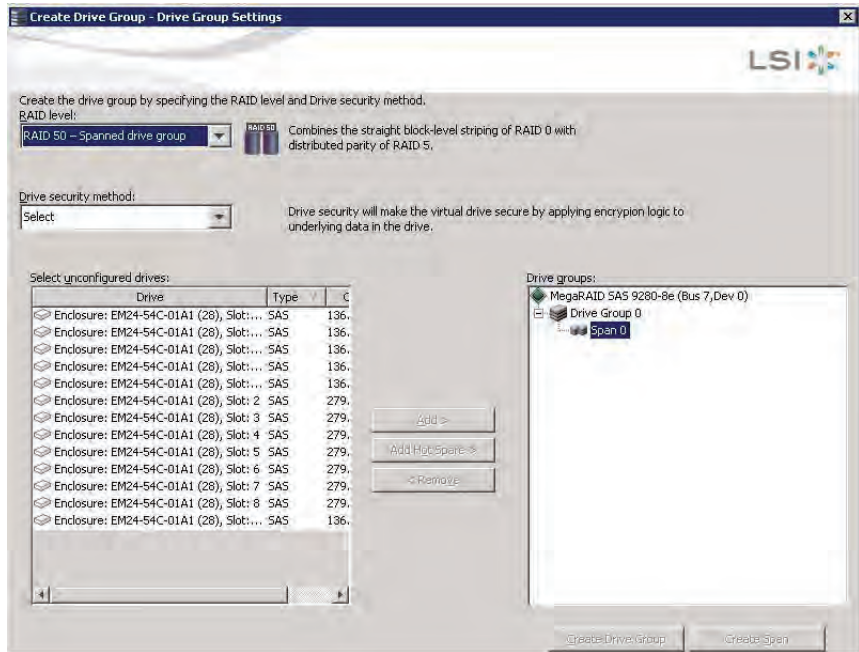 Create Drive Group - Drive Group Settings
LSI
Create the drive group by specifying the RAID level and Drive security method.
RAID level:
RAID 50 – Spanned drive group
RAID 50
Combines the straight block-level striping of RAID 0 with
distributed parity of RAID 5.
Drive security method:
Select
Drive security will make the virtual drive secure by applying encrypion logic to
underlying data in the drive.
Select unconfigured drives:
Drive Type C
Enclosure: EM24-54C-01A1 (28), Slot:... SAS 136.
Enclosure: EM24-54C-01A1 (28), Slot:... SAS 136.
Enclosure: EM24-54C-01A1 (28), Slot:... SAS 136.
Enclosure: EM24-54C-01A1 (28), Slot:... SAS 136.
Enclosure: EM24-54C-01A1 (28), Slot:... SAS 136.
Enclosure: EM24-54C-01A1 (28), Slot: 2 SAS 279.
Enclosure: EM24-54C-01A1 (28), Slot: 3 SAS 279.
Enclosure: EM24-54C-01A1 (28), Slot: 4 SAS 279.
Enclosure: EM24-54C-01A1 (28), Slot: 5 SAS 279.
Enclosure: EM24-54C-01A1 (28), Slot: 6 SAS 279.
Enclosure: EM24-54C-01A1 (28), Slot: 7 SAS 279.
Enclosure: EM24-54C-01A1 (28), Slot: 8 SAS 279.
Enclosure: EM24-54C-01A1 (28), Slot:... SAS 136.
Add >
Add Hot Spare >
< Remove
Drive groups:
MegaRAID SAS 9280-8e (Bus 7,Dev 0)
Drive Group 0
Span 0
Create Drive Group
Create Span